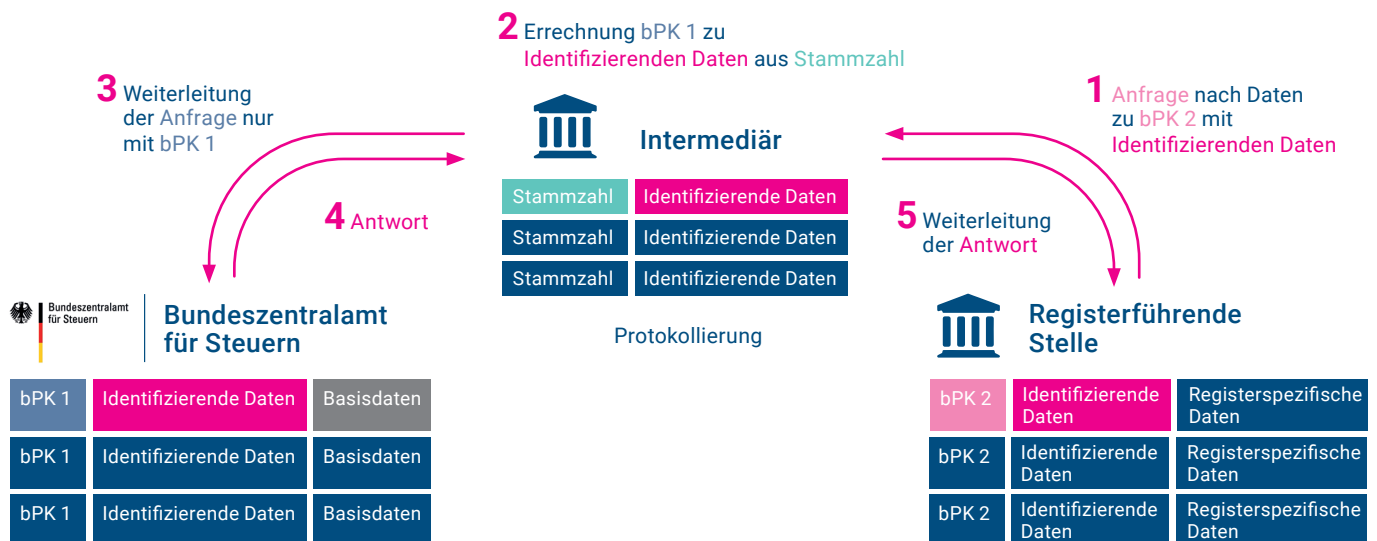 2 Errechnung bPK 1 zu
Identifizierenden Daten aus Stammzahl
3 Weiterleitung
der Anfrage nur
mit bPK 1
1 Anfrage nach Daten
zu bPK 2 mit
Identifizierenden Daten
Intermediär
Stammzahl Identifizierende Daten
Stammzahl Identifizierende Daten
Stammzahl Identifizierende Daten
Protokollierung
4 Antwort
5 Weiterleitung
der Antwort
Bundeszentralamt
für Steuern
Bundeszentralamt
für Steuern
bPK 1 Identifizierende Daten Basisdaten
bPK 1 Identifizierende Daten Basisdaten
bPK 1 Identifizierende Daten Basisdaten
Registerführende
Stelle
bPK 2 Identifizierende Daten Registerspezifische Daten
bPK 2 Identifizierende Daten Registerspezifische Daten
bPK 2 Identifizierende Daten Registerspezifische Daten